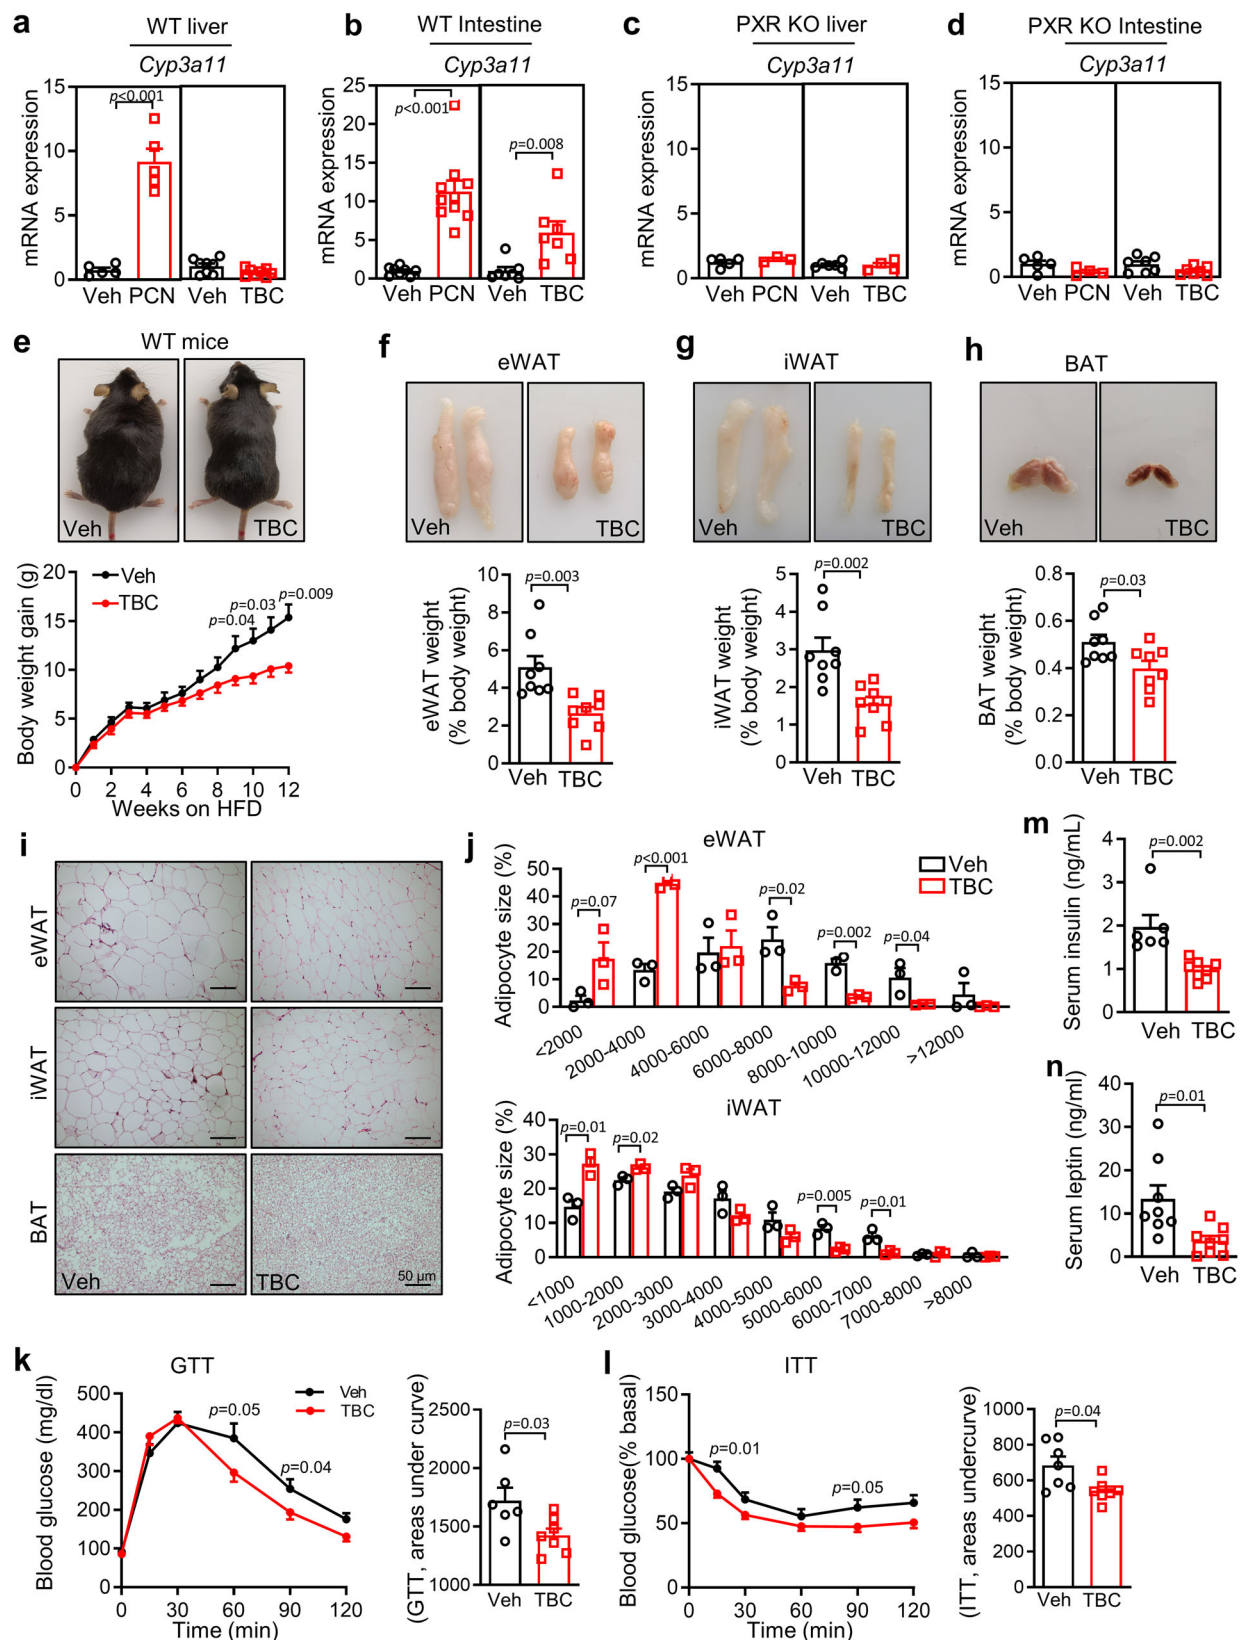 a
WT liver
Cyp3a11
mRNA expression
15
10
5
0
p<0.001
Veh PCN Veh TBC
b
WT Intestine
Cyp3a11
mRNA expression
25
20
15
10
5
0
p<0.001
p=0.008
Veh PCN Veh TBC
c
PXR KO liver
Cyp3a11
mRNA expression
15
10
5
0
Veh PCN Veh TBC
d
PXR KO Intestine
Cyp3a11
mRNA expression
15
10
5
0
Veh PCN Veh TBC
e
WT mice
Veh
TBC
Body weight gain (g)
20
15
10
5
0
Veh
TBC
p=0.04
p=0.03
p=0.009
0 2 4 6 8 10 12
Weeks on HFD
f
eWAT
Veh
TBC
eWAT weight
(% body weight)
10
8
6
4
2
0
p=0.003
Veh TBC
g
iWAT
Veh
TBC
iWAT weight
(% body weight)
5
4
3
2
1
0
p=0.002
Veh TBC
h
BAT
Veh
TBC
BAT weight
(% body weight)
0.8
0.6
0.4
0.2
0.0
p=0.03
Veh TBC
i
eWAT
iWAT
BAT
Veh
TBC
50 µm
j
eWAT
Veh
TBC
Adipocyte size (%)
50
40
30
20
10
0
p=0.07
p<0.001
p=0.02
p=0.002
p=0.04
<2000
2000-4000
4000-6000
6000-8000
8000-10000
10000-12000
>12000
iWAT
Adipocyte size (%)
40
30
20
10
0
p=0.01
p=0.02
p=0.005
p=0.01
<1000
1000-2000
2000-3000
3000-4000
4000-5000
5000-6000
6000-7000
7000-8000
>8000
m
Serum insulin (ng/mL)
4
3
2
1
0
p=0.002
Veh TBC
n
Serum leptin (ng/ml)
40
30
20
10
0
p=0.01
Veh TBC
k
GTT
Blood glucose (mg/dl)
500
400
300
200
100
0
Veh
TBC
p=0.05
p=0.04
0 30 60 90 120
Time (min)
(GTT, areas under curve)
2500
2000
1500
1000
p=0.03
Veh TBC
l
ITT
Blood glucose(% basal)
150
100
50
0
p=0.01
p=0.05
0 30 60 90 120
Time (min)
(ITT, areas undercurve)
1000
800
600
400
200
0
p=0.04
Veh TBC